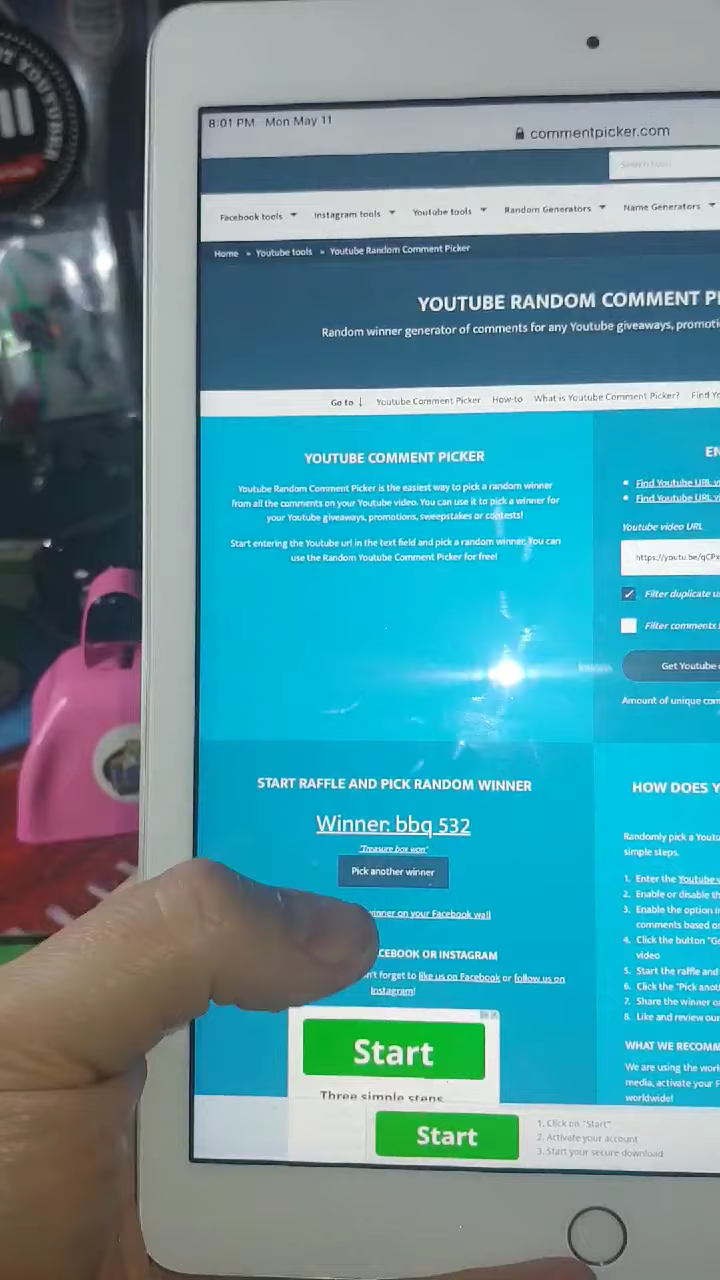 8:01 PM Mon May 11
commentpicker.com
Facebook tools
Instagram tools
Youtube tools
Random Generators
Name Generators
Home » Youtube tools » Youtube Random Comment Picker
YOUTUBE RANDOM COMMENT
Random winner generator of comments for any Youtube giveaways,
Go to ↓ Youtube Comment Picker How-to What is Youtube Comment Picker? Find
YOUTUBE COMMENT PICKER
Youtube Random Comment Picker is the easiest way to pick a random winner
from all the comments on your Youtube video. You can use it to pick a winner for
your Youtube giveaways, promotions, sweepstakes or contests!
Start entering the Youtube url in the text field and pick a random winner. You can
use the Random Youtube Comment Picker for free!
Find Youtube URL
Find Youtube URL
Youtube video URL
https://youtu.be/qCPx
Filter duplicate
Filter comments
Get Youtube
Amount of unique
START RAFFLE AND PICK RANDOM WINNER
Winner: bbq 532
"Treasure box won"
Pick another winner
winner on your Facebook wall
CEBOOK OR INSTAGRAM
n't forget to like us on Facebook or follow us on
Instagram!
Start
Three simple steps
HOW DOES
Randomly pick a
simple steps.
1. Enter the Youtube
2. Enable or disable
3. Enable the option
comments based
4. Click the button
video
5. Start the raffle and
6. Click the "Pick
7. Share the winner
8. Like and review our
WHAT WE RECOMM
We are using the
media, activate your
worldwide!
Start
1. Click on "Start"
2. Activate your account
3. Start your secure download